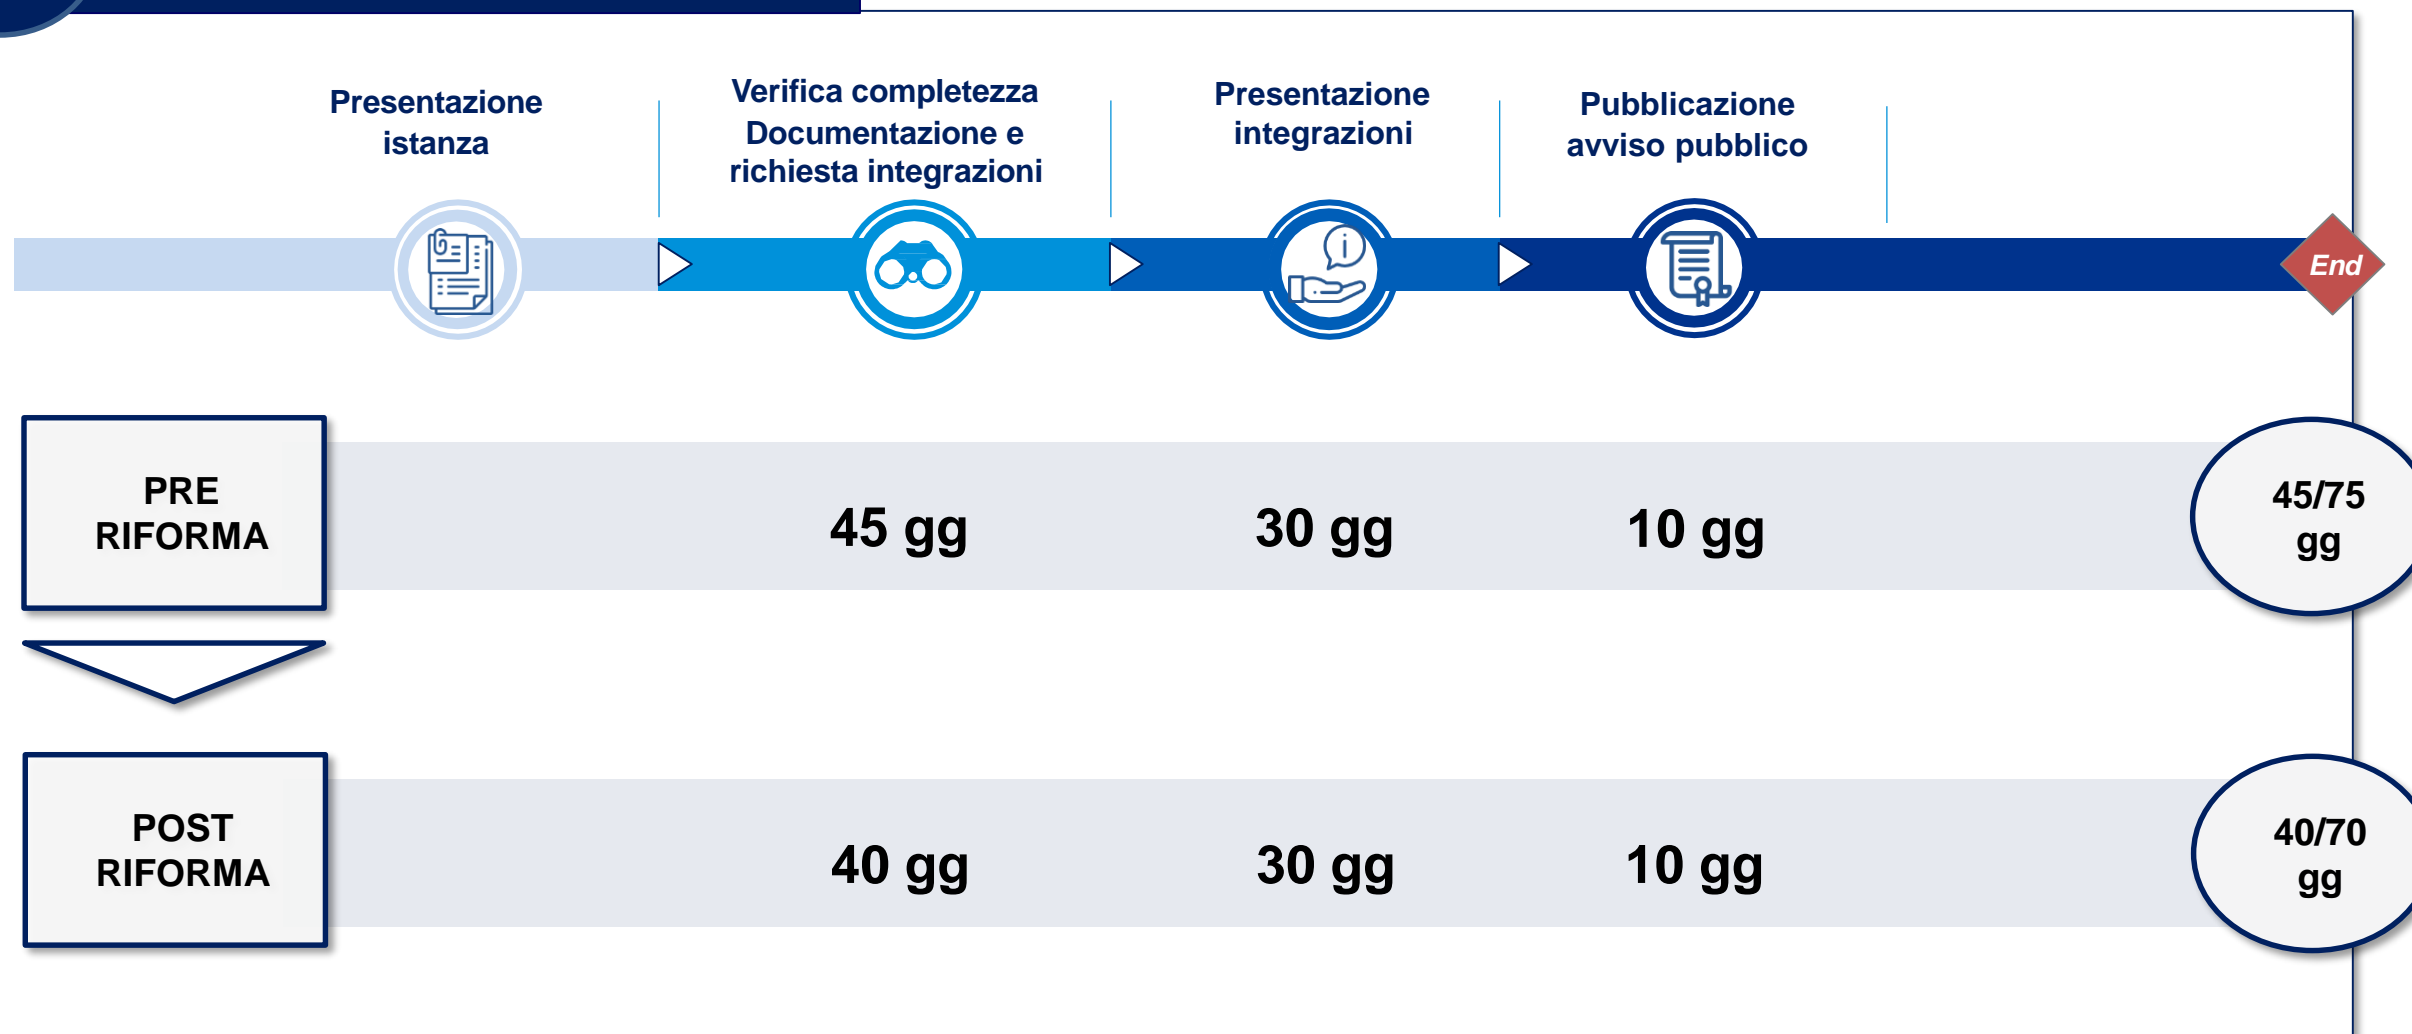 Presentazione
istanza
Verifica completezza
Documentazione e
richiesta integrazioni
Presentazione
integrazioni
Pubblicazione
avviso pubblico
End
PRE
RIFORMA
45 gg
30 gg
10 gg
45/75
gg
POST
RIFORMA
40 gg
30 gg
10 gg
40/70
gg